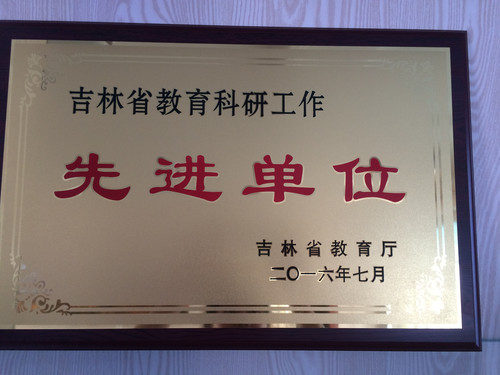 吉林省教育科研工作
先进单位
吉林省教育厅
二〇一六年七月